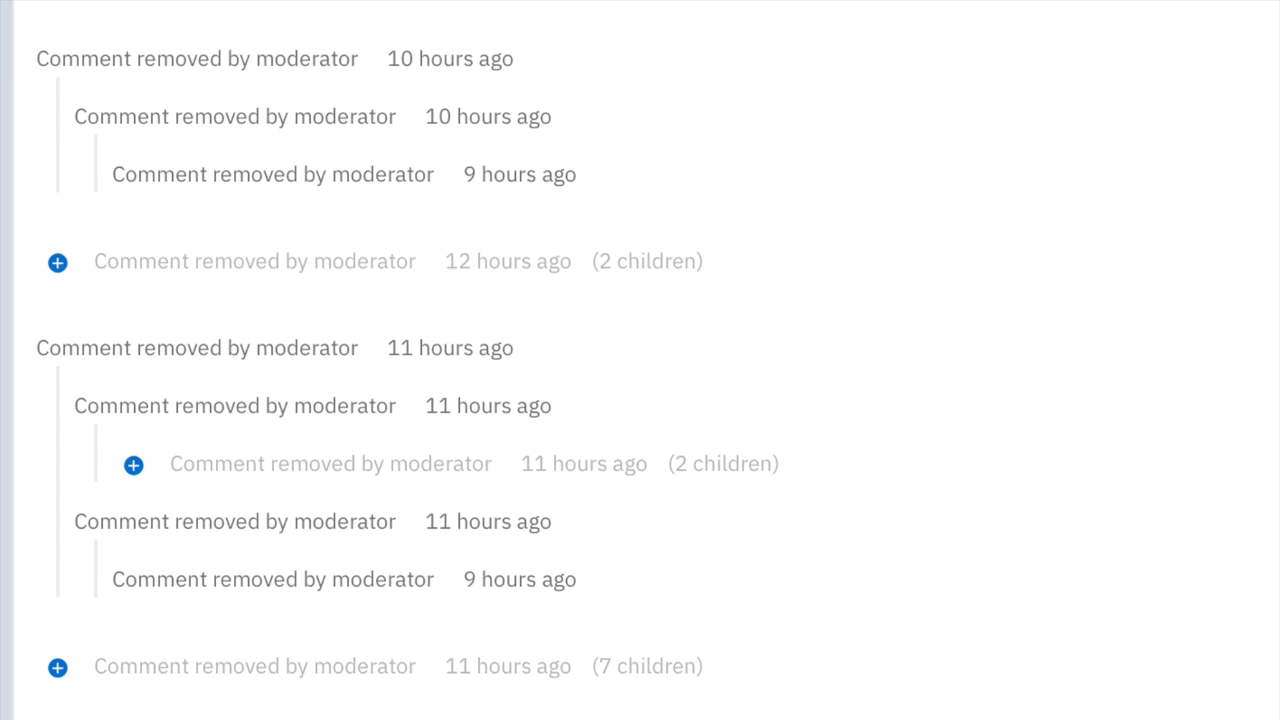 Comment removed by moderator 10 hours ago
Comment removed by moderator 10 hours ago
Comment removed by moderator 9 hours ago
Comment removed by moderator 12 hours ago (2 children)
Comment removed by moderator 11 hours ago
Comment removed by moderator 11 hours ago
Comment removed by moderator 11 hours ago (2 children)
Comment removed by moderator 11 hours ago
Comment removed by moderator 9 hours ago
Comment removed by moderator 11 hours ago (7 children)